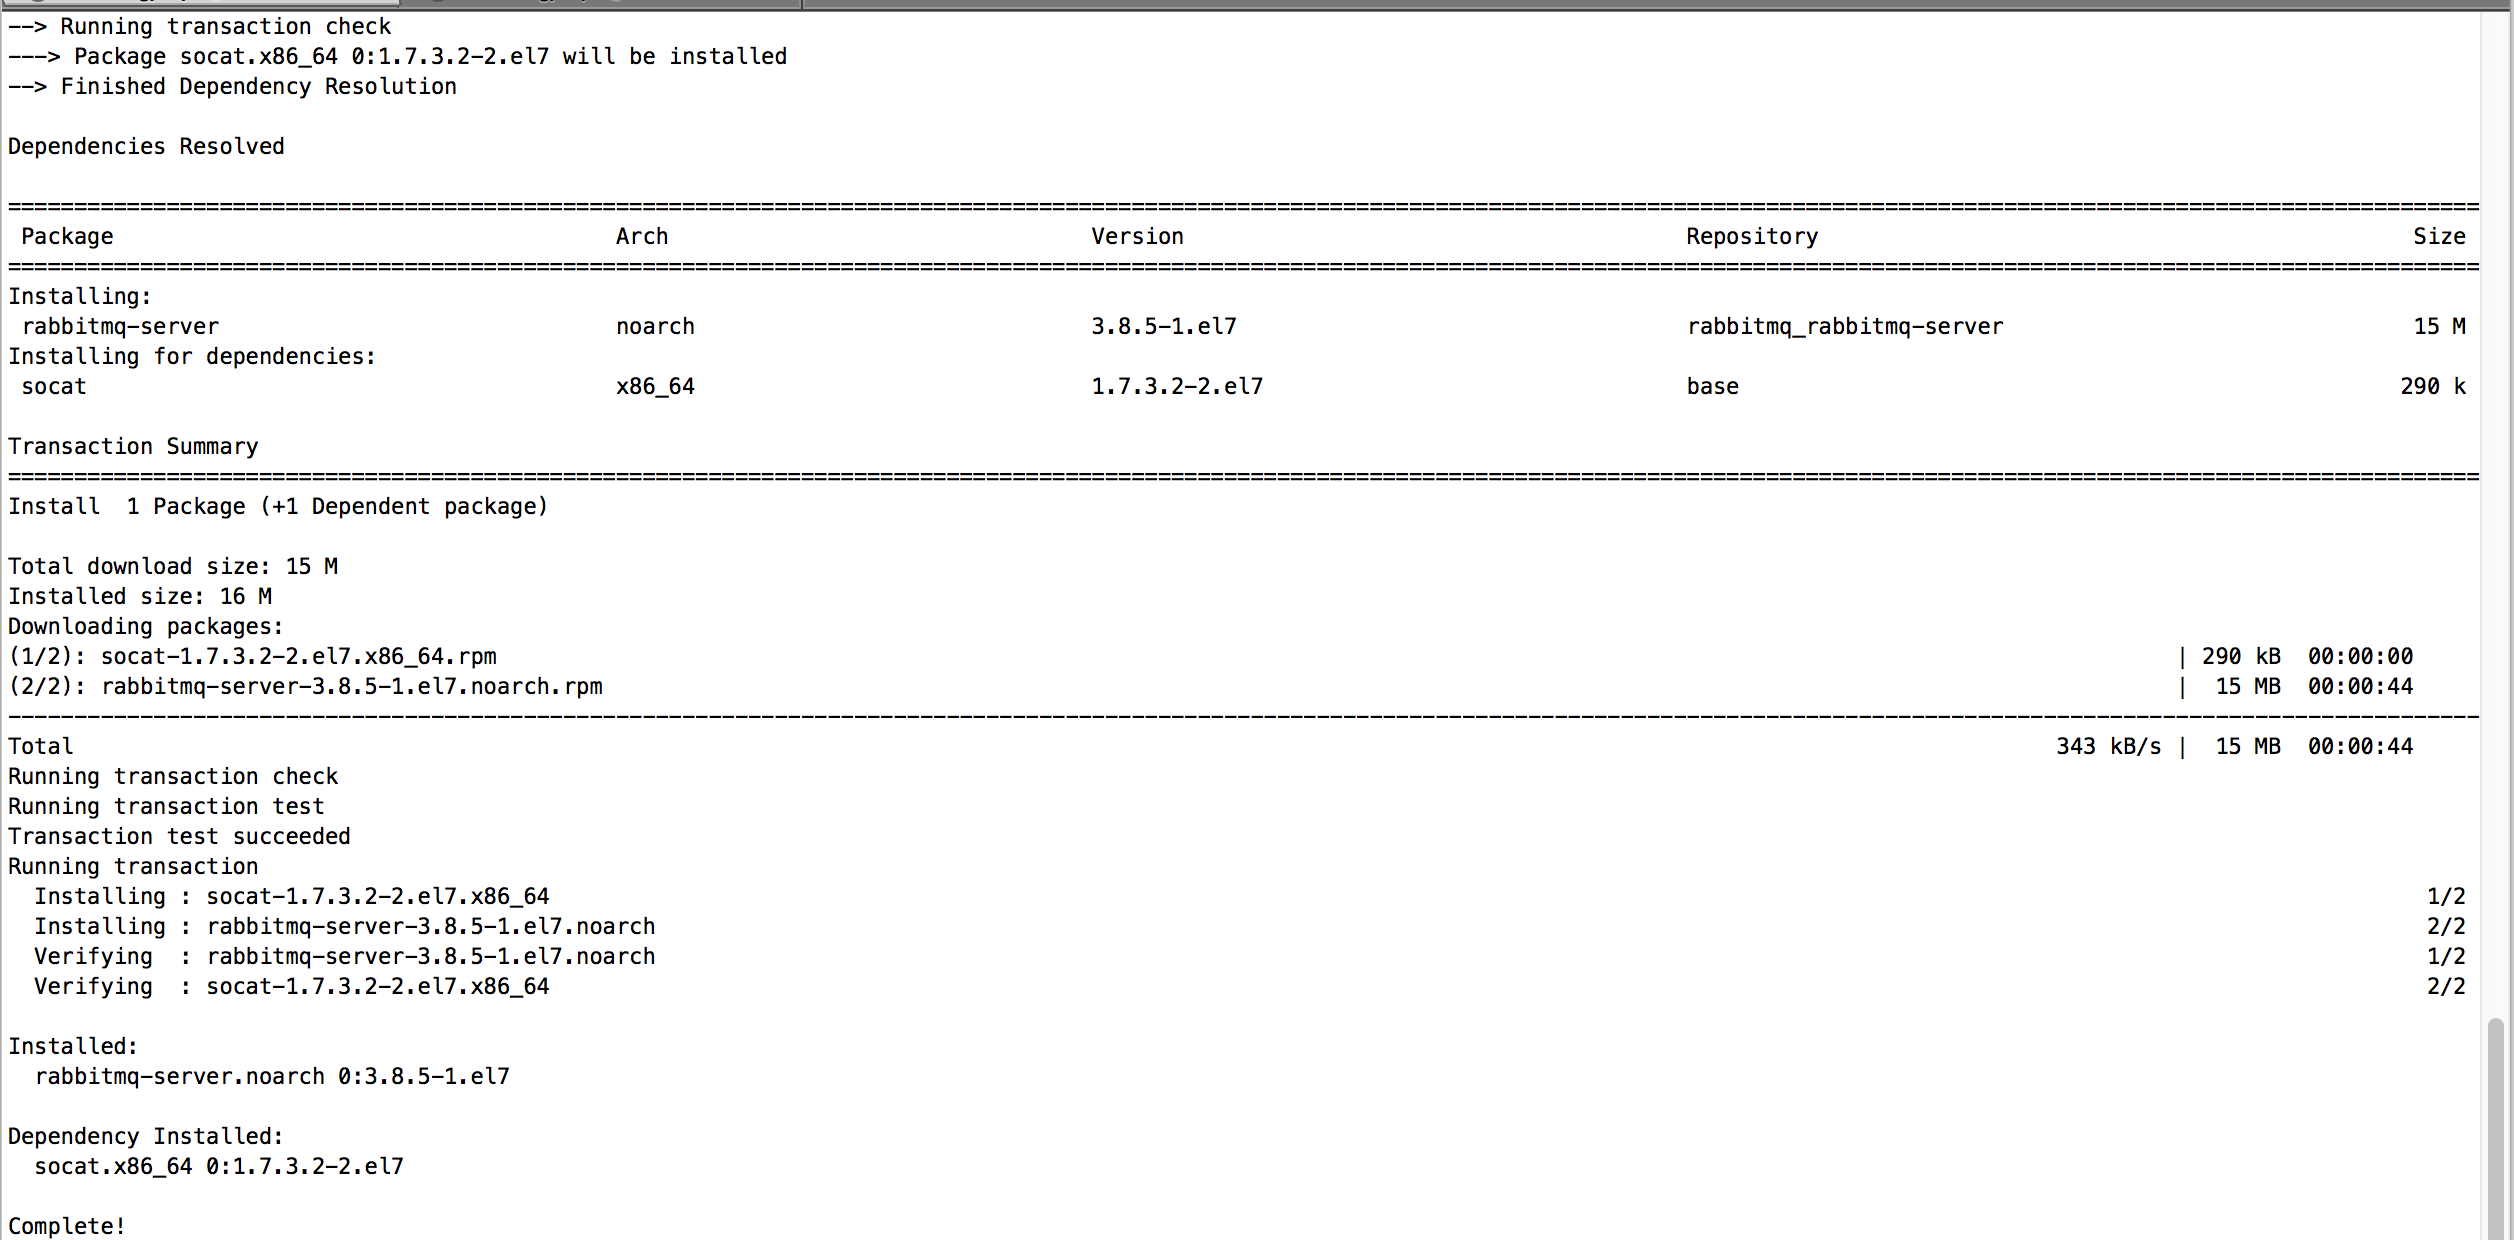 --> Running transaction check
---> Package socat.x86_64 0:1.7.3.2-2.el7 will be installed
--> Finished Dependency Resolution
Dependencies Resolved
Package Arch Version Repository Size
Installing:
rabbitmq-server noarch 3.8.5-1.el7 rabbitmq_rabbitmq-server 15 M
Installing for dependencies:
socat x86_64 1.7.3.2-2.el7 base 290 k
Transaction Summary
Install  1 Package (+1 Dependent package)
Total download size: 15 M
Installed size: 16 M
Downloading packages:
(1/2): socat-1.7.3.2-2.el7.x86_64.rpm | 290 kB  00:00:00
(2/2): rabbitmq-server-3.8.5-1.el7.noarch.rpm |  15 MB  00:00:44
Total 343 kB/s |  15 MB  00:00:44
Running transaction check
Running transaction test
Transaction test succeeded
Running transaction
Installing : socat-1.7.3.2-2.el7.x86_64 1/2
Installing : rabbitmq-server-3.8.5-1.el7.noarch 2/2
Verifying  : rabbitmq-server-3.8.5-1.el7.noarch 1/2
Verifying  : socat-1.7.3.2-2.el7.x86_64 2/2
Installed:
rabbitmq-server.noarch 0:3.8.5-1.el7
Dependency Installed:
socat.x86_64 0:1.7.3.2-2.el7
Complete!